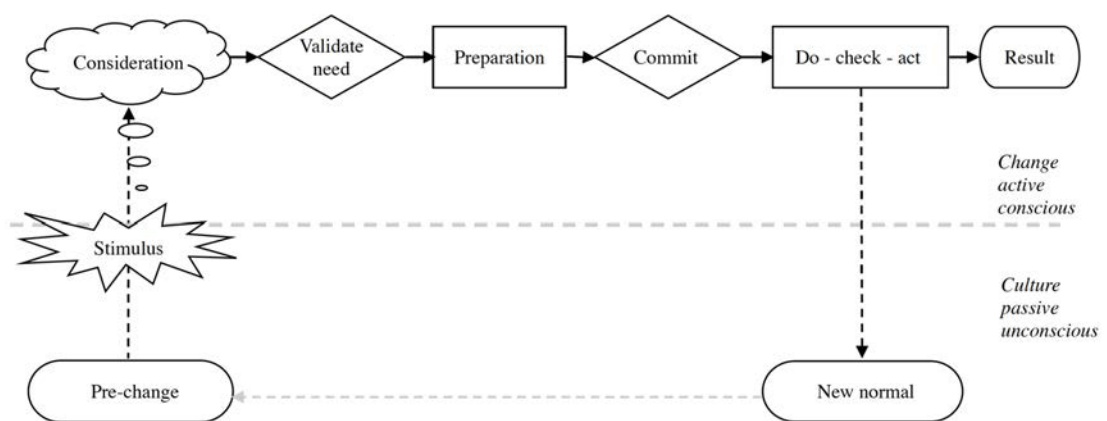 Consideration
Validate
need
Preparation
Commit
Do - check - act
Result
Change
active
conscious
Stimulus
Culture
passive
unconscious
Pre-change
New normal